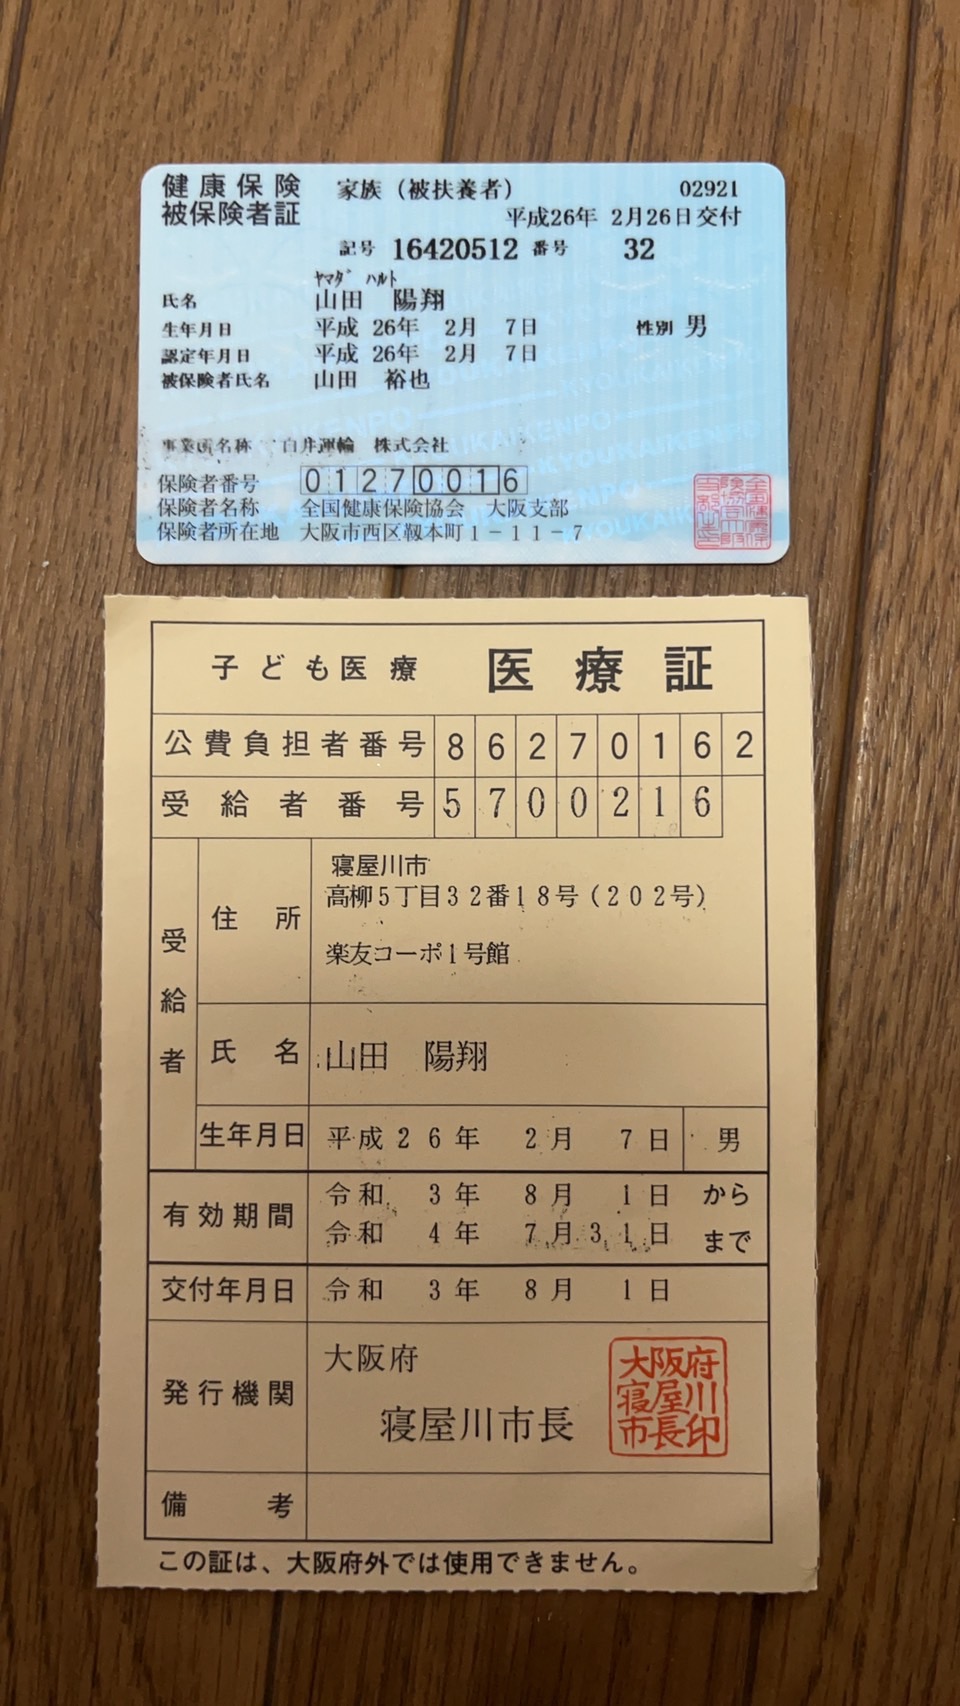 健康保険 家族（被扶養者） 02921
被保険者証 平成26年 2月26日交付
記号 16420512 番号 32
ﾔﾏﾀﾞ ﾊﾙﾄ
氏名 山田 陽翔
生年月日 平成 26年 2月 7日 性別 男
認定年月日 平成 26年 2月 7日
被保険者氏名 山田 裕也
事業所名称 白井運輸 株式会社
保険者番号 01270016
保険者名称 全国健康保険協会 大阪支部
保険者所在地 大阪市西区靱本町1-11-7
KYOUKAIKENPO
子ども医療 医療証
公費負担者番号 86270162
受給者番号 5700216
受給者
住所 寝屋川市
高柳5丁目32番18号（202号）
楽友コーポ1号館
氏名 山田 陽翔
生年月日 平成26年 2月 7日 男
有効期間 令和 3年 8月 1日 から
令和 4年 7月31日 まで
交付年月日 令和 3年 8月 1日
発行機関 大阪府
寝屋川市長
大阪府
寝屋川
市長印
備考
この証は、大阪府外では使用できません。